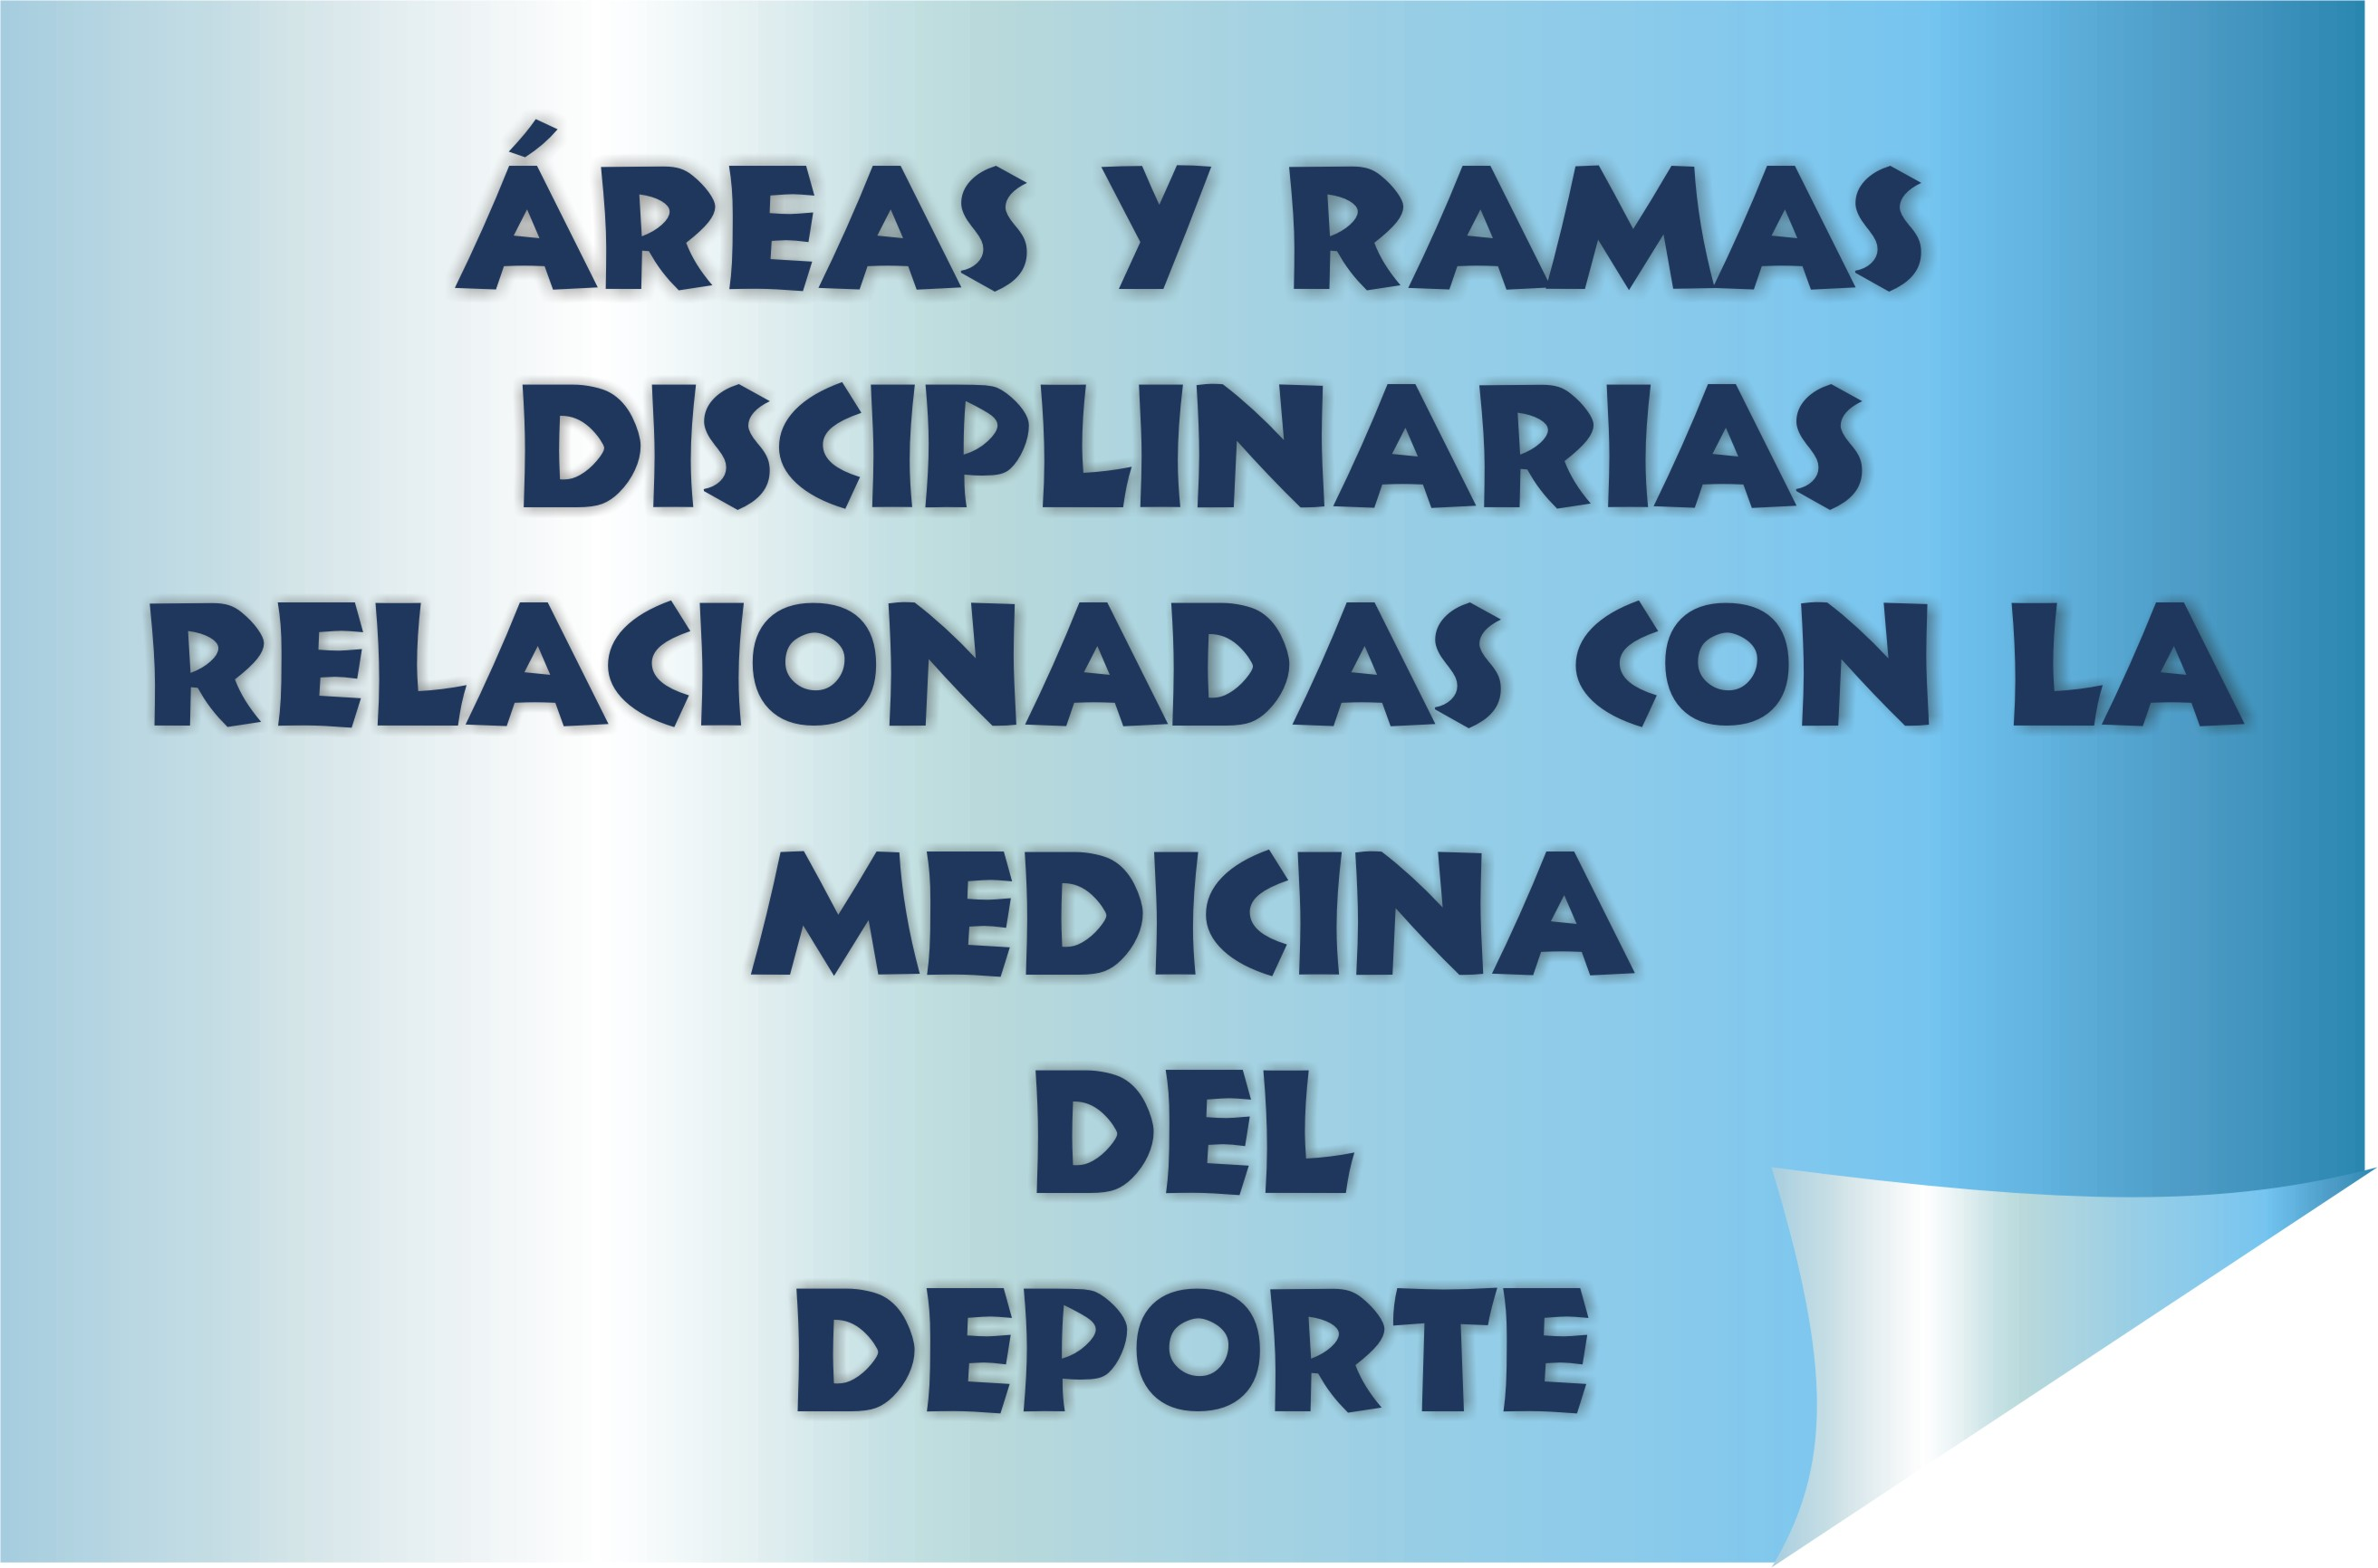 ÁREAS Y RAMAS
DISCIPLINARIAS
RELACIONADAS CON LA
MEDICINA
DEL
DEPORTE